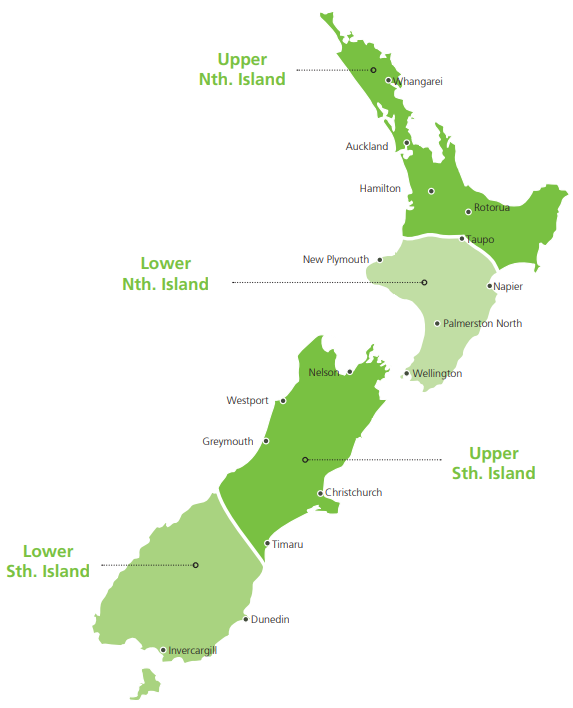 Upper
Nth. Island
Whangarei
Auckland
Hamilton
Rotorua
Taupo
New Plymouth
Lower
Nth. Island
Napier
Palmerston North
Nelson
Wellington
Westport
Greymouth
Upper
Sth. Island
Christchurch
Timaru
Lower
Sth. Island
Dunedin
Invercargill